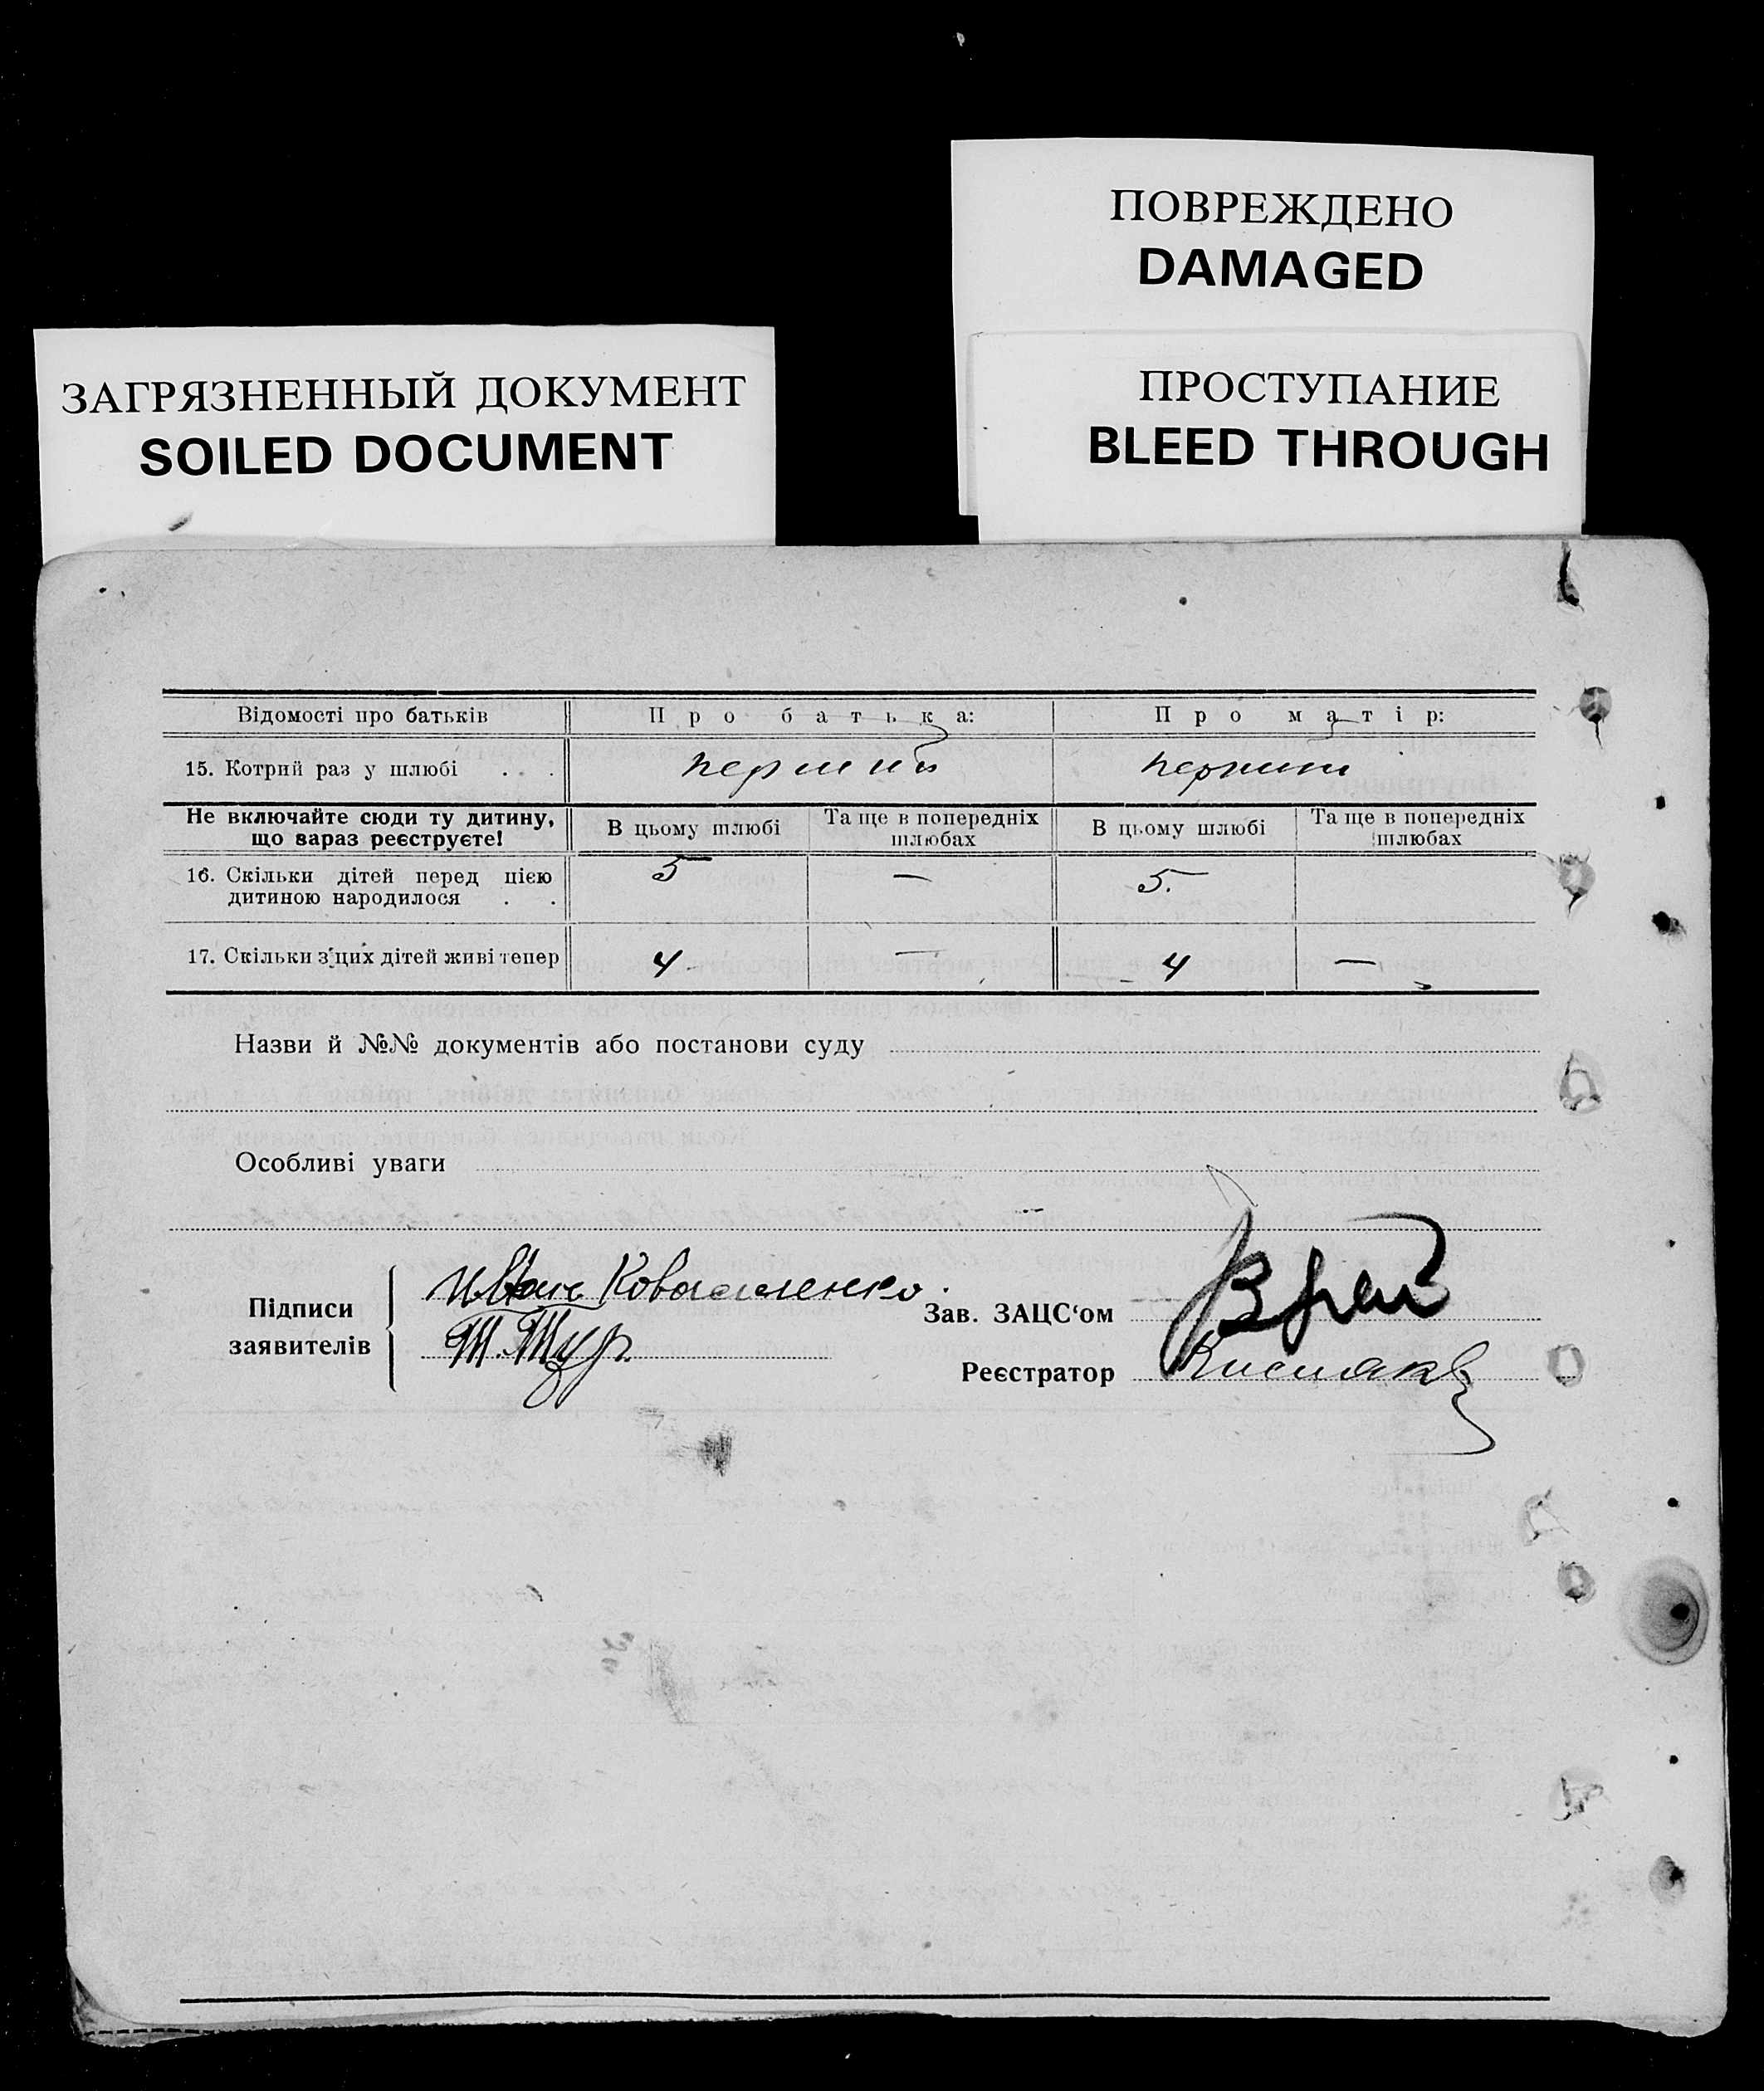 ПОВРЕЖДЕНО
DAMAGED
ЗАГРЯЗНЕННЫЙ ДОКУМЕНТ
SOILED DOCUMENT
ПРОСТУПАНИЕ
BLEED THROUGH
Відомості про батьків Про батька: Про матір:
15. Котрий раз у шлюбі . . . перший
Не включайте сюди ту дитину, що зараз реєструєте! В цьому шлюбі Та ще в попередніх шлюбах В цьому шлюбі Та ще в попередніх шлюбах
16. Скільки дітей перед цією 5 — 5.
дитиною народилося . .
17. Скільки з'цих дітей живі тепер 4 — 4 —
Назви й №№ документів або постанови суду
Особливі уваги
Підписи заявителів
Иван Коваленко
Зав. ЗАЦС'ом
Реєстратор